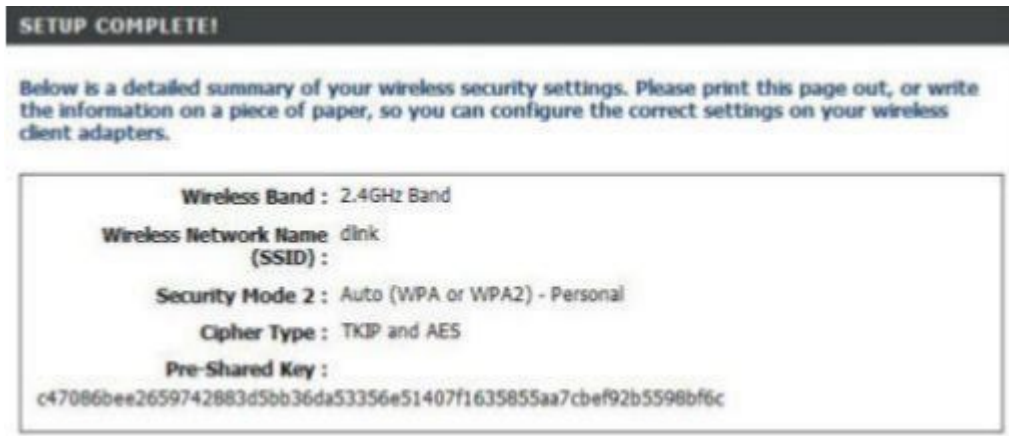 SETUP COMPLETE!
Below is a detailed summary of your wireless security settings. Please print this page out, or write
the information on a piece of paper, so you can configure the correct settings on your wireless
client adapters.
Wireless Band : 2.4GHz Band
Wireless Network Name dlink
(SSID) :
Security Mode 2 : Auto (WPA or WPA2) - Personal
Cipher Type : TKIP and AES
Pre-Shared Key :
c47086bee2659742883d5bb36da53356e51407f1635855aa7cbef92b5598bf6c